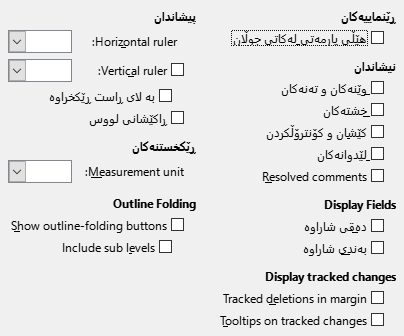 ڕێنماییەکان
هێڵی یارمەتی لەکاتی جوڵان
نیشاندان
وێنەکان و تەنەکان
خشتەکان
کێشان و کۆنترۆڵکردن
لێدوانەکان
Resolved comments
Display Fields
دەقی شاراوە
بەندی شاراوە
Display tracked changes
Tracked deletions in margin
Tooltips on tracked changes
پیشاندان
Horizontal ruler:
Vertical ruler:
بە لای ڕاست ڕێکخراوە
ڕاکێشانی لووس
ڕێکخستنەکان
Measurement unit:
Outline Folding
Show outline-folding buttons
Include sub levels